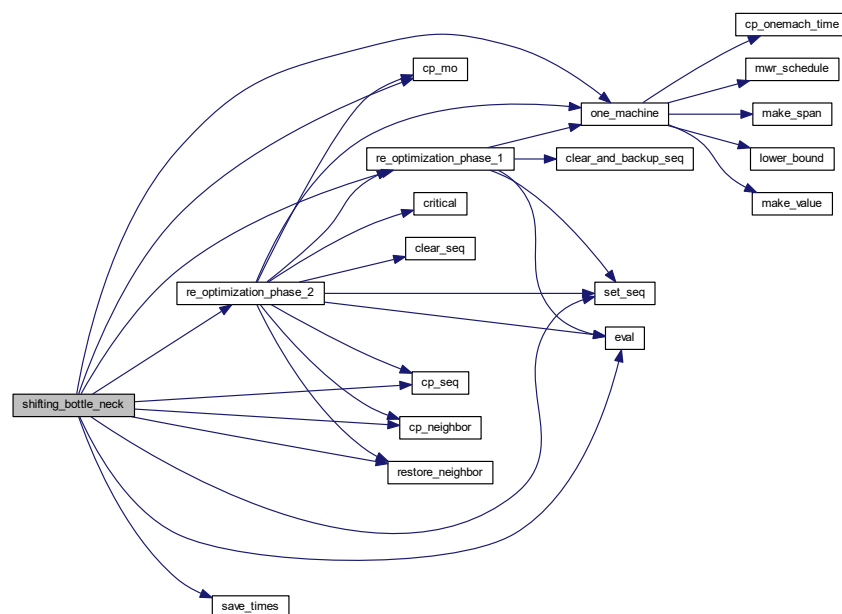 cp_onemach_time
cp_mo
mwr_schedule
one_machine
make_span
re_optimization_phase_1
clear_and_backup_seq
lower_bound
critical
make_value
clear_seq
re_optimization_phase_2
set_seq
eval
cp_seq
shifting_bottle_neck
cp_neighbor
restore_neighbor
save_times